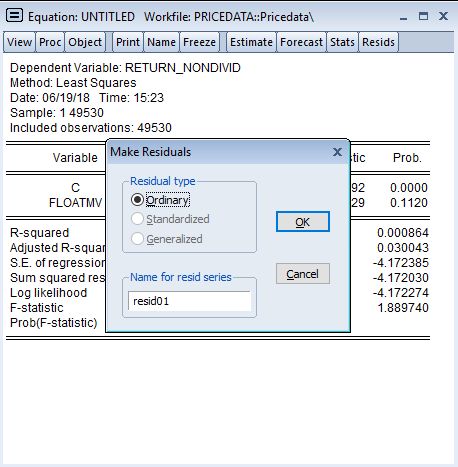 Equation: UNTITLED Workfile: PRICEDATA::Pricedata\
View Proc Object Print Name Freeze Estimate Forecast Stats Resids
Dependent Variable: RETURN_NONDIVID
Method: Least Squares
Date: 06/19/18 Time: 15:23
Sample: 1 49530
Included observations: 49530
Variable tic Prob.
C 92 0.0000
FLOATMV 29 0.1120
R-squared 0.000864
Adjusted R-squar 0.030043
S.E. of regression -4.172385
Sum squared res -4.172030
Log likelihood -4.172274
F-statistic 1.889740
Prob(F-statistic)
Make Residuals
Residual type
Ordinary
Standardized
Generalized
OK
Cancel
Name for resid series
resid01